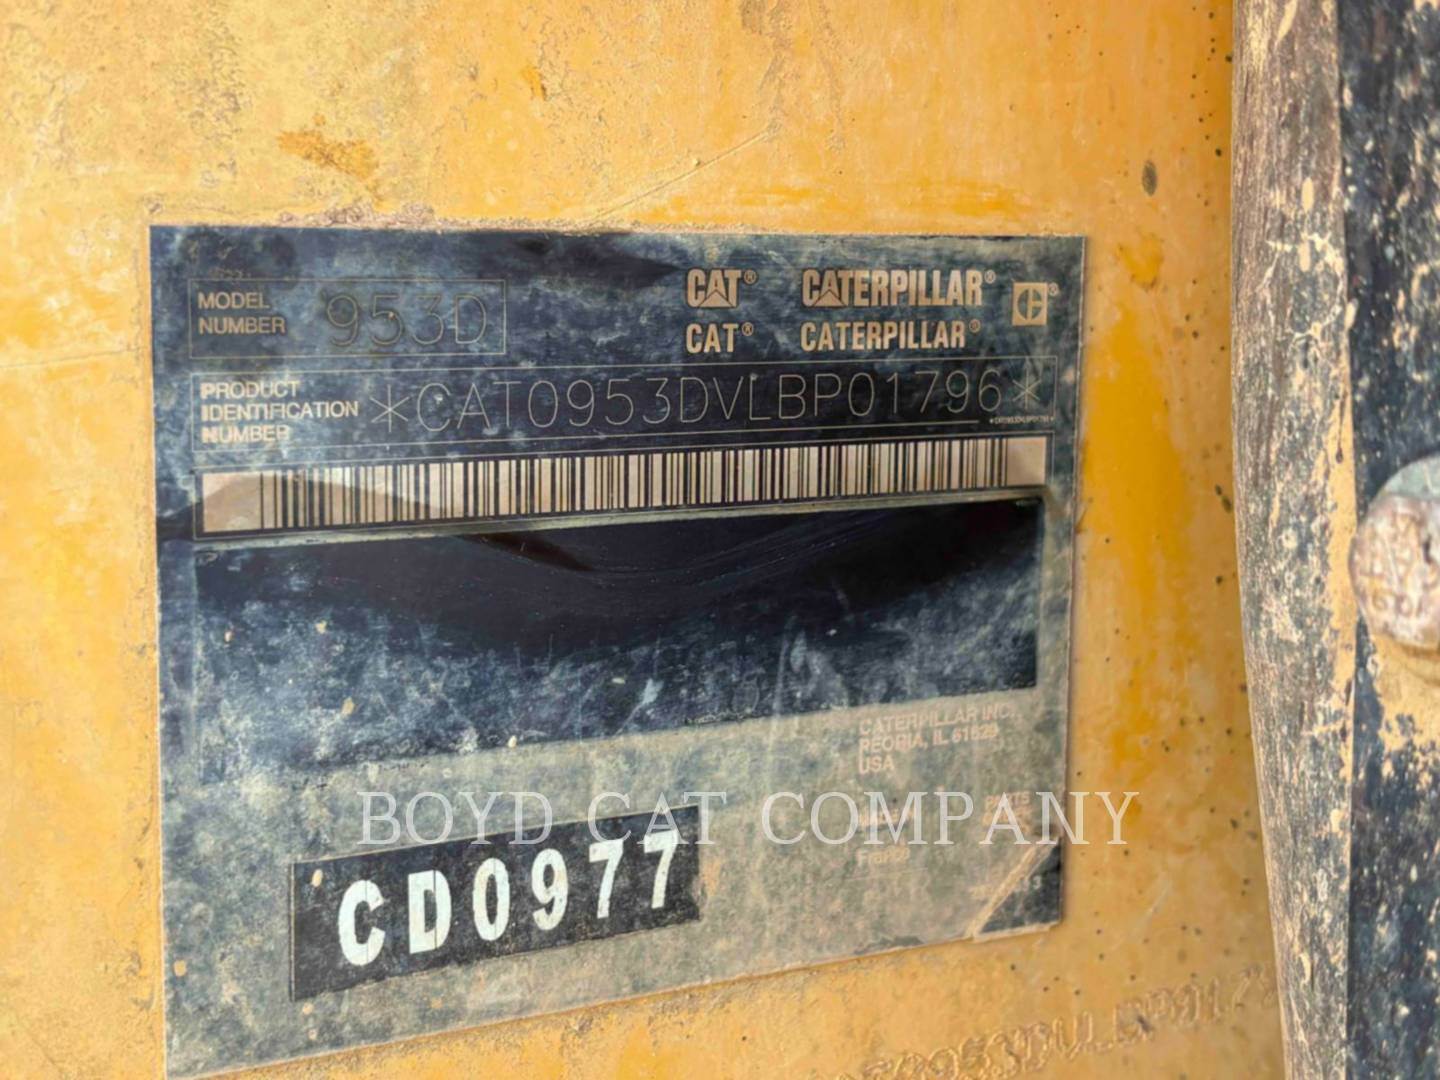 MODEL NUMBER 953D
CAT® CATERPILLAR® C®
CAT® CATERPILLAR®
PRODUCT IDENTIFICATION NUMBER *CAT0953DVLBP01796*
CATERPILLAR INC.
PEORIA, IL 61629
USA
BOYD CAT COMPANY
France
CD0977